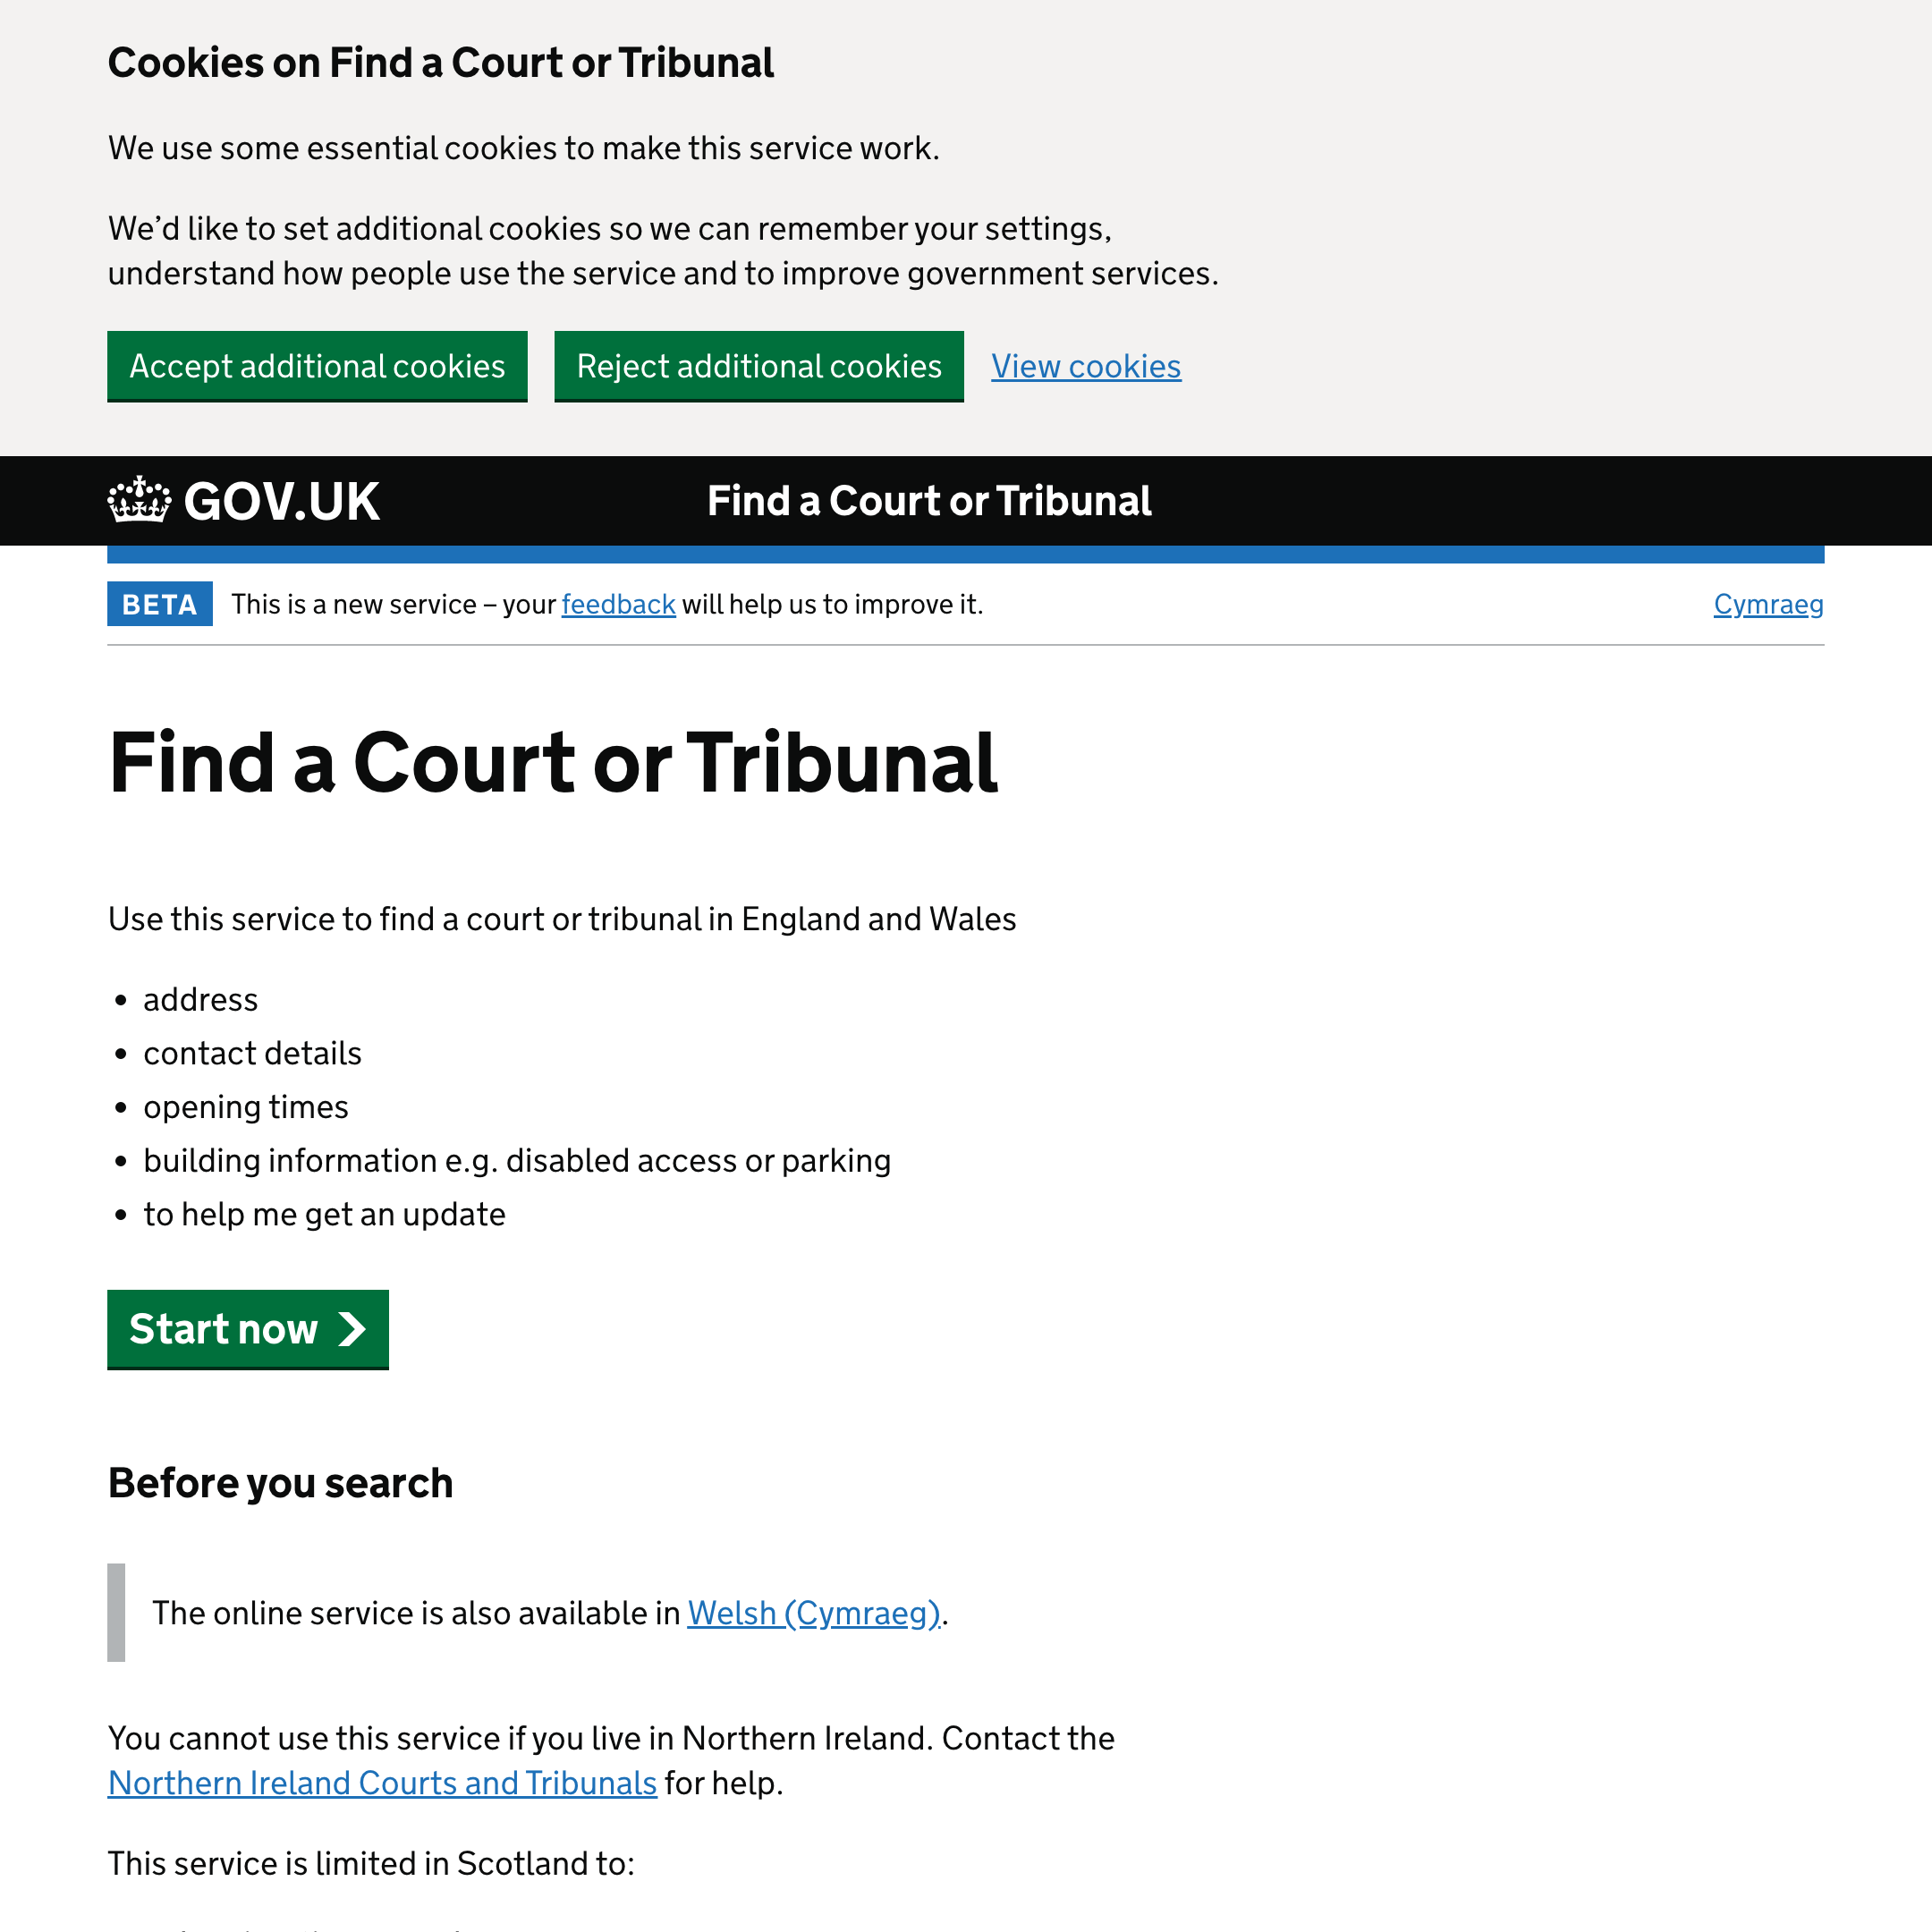 Cookies on Find a Court or Tribunal
We use some essential cookies to make this service work.
We’d like to set additional cookies so we can remember your settings,
understand how people use the service and to improve government services.
Accept additional cookies
Reject additional cookies
View cookies
GOV.UK
Find a Court or Tribunal
BETA
This is a new service – your feedback will help us to improve it.
Cymraeg
Find a Court or Tribunal
Use this service to find a court or tribunal in England and Wales
• address
• contact details
• opening times
• building information e.g. disabled access or parking
• to help me get an update
Start now
Before you search
The online service is also available in Welsh (Cymraeg).
You cannot use this service if you live in Northern Ireland. Contact the
Northern Ireland Courts and Tribunals for help.
This service is limited in Scotland to: